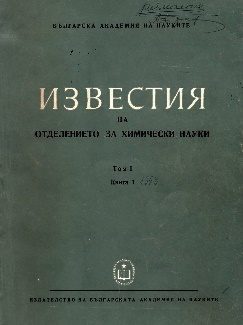 БЪЛГАРСКА АКАДЕМИЯ НА НАУКИТЕ
ИЗВЕСТИЯ
НА
ОТДЕЛЕНИЕТО ЗА ХИМИЧЕСКИ НАУКИ
Том I
Книга 1
ИЗДАТЕЛСТВО НА БЪЛГАРСКАТА АКАДЕМИЯ НА НАУКИТЕ